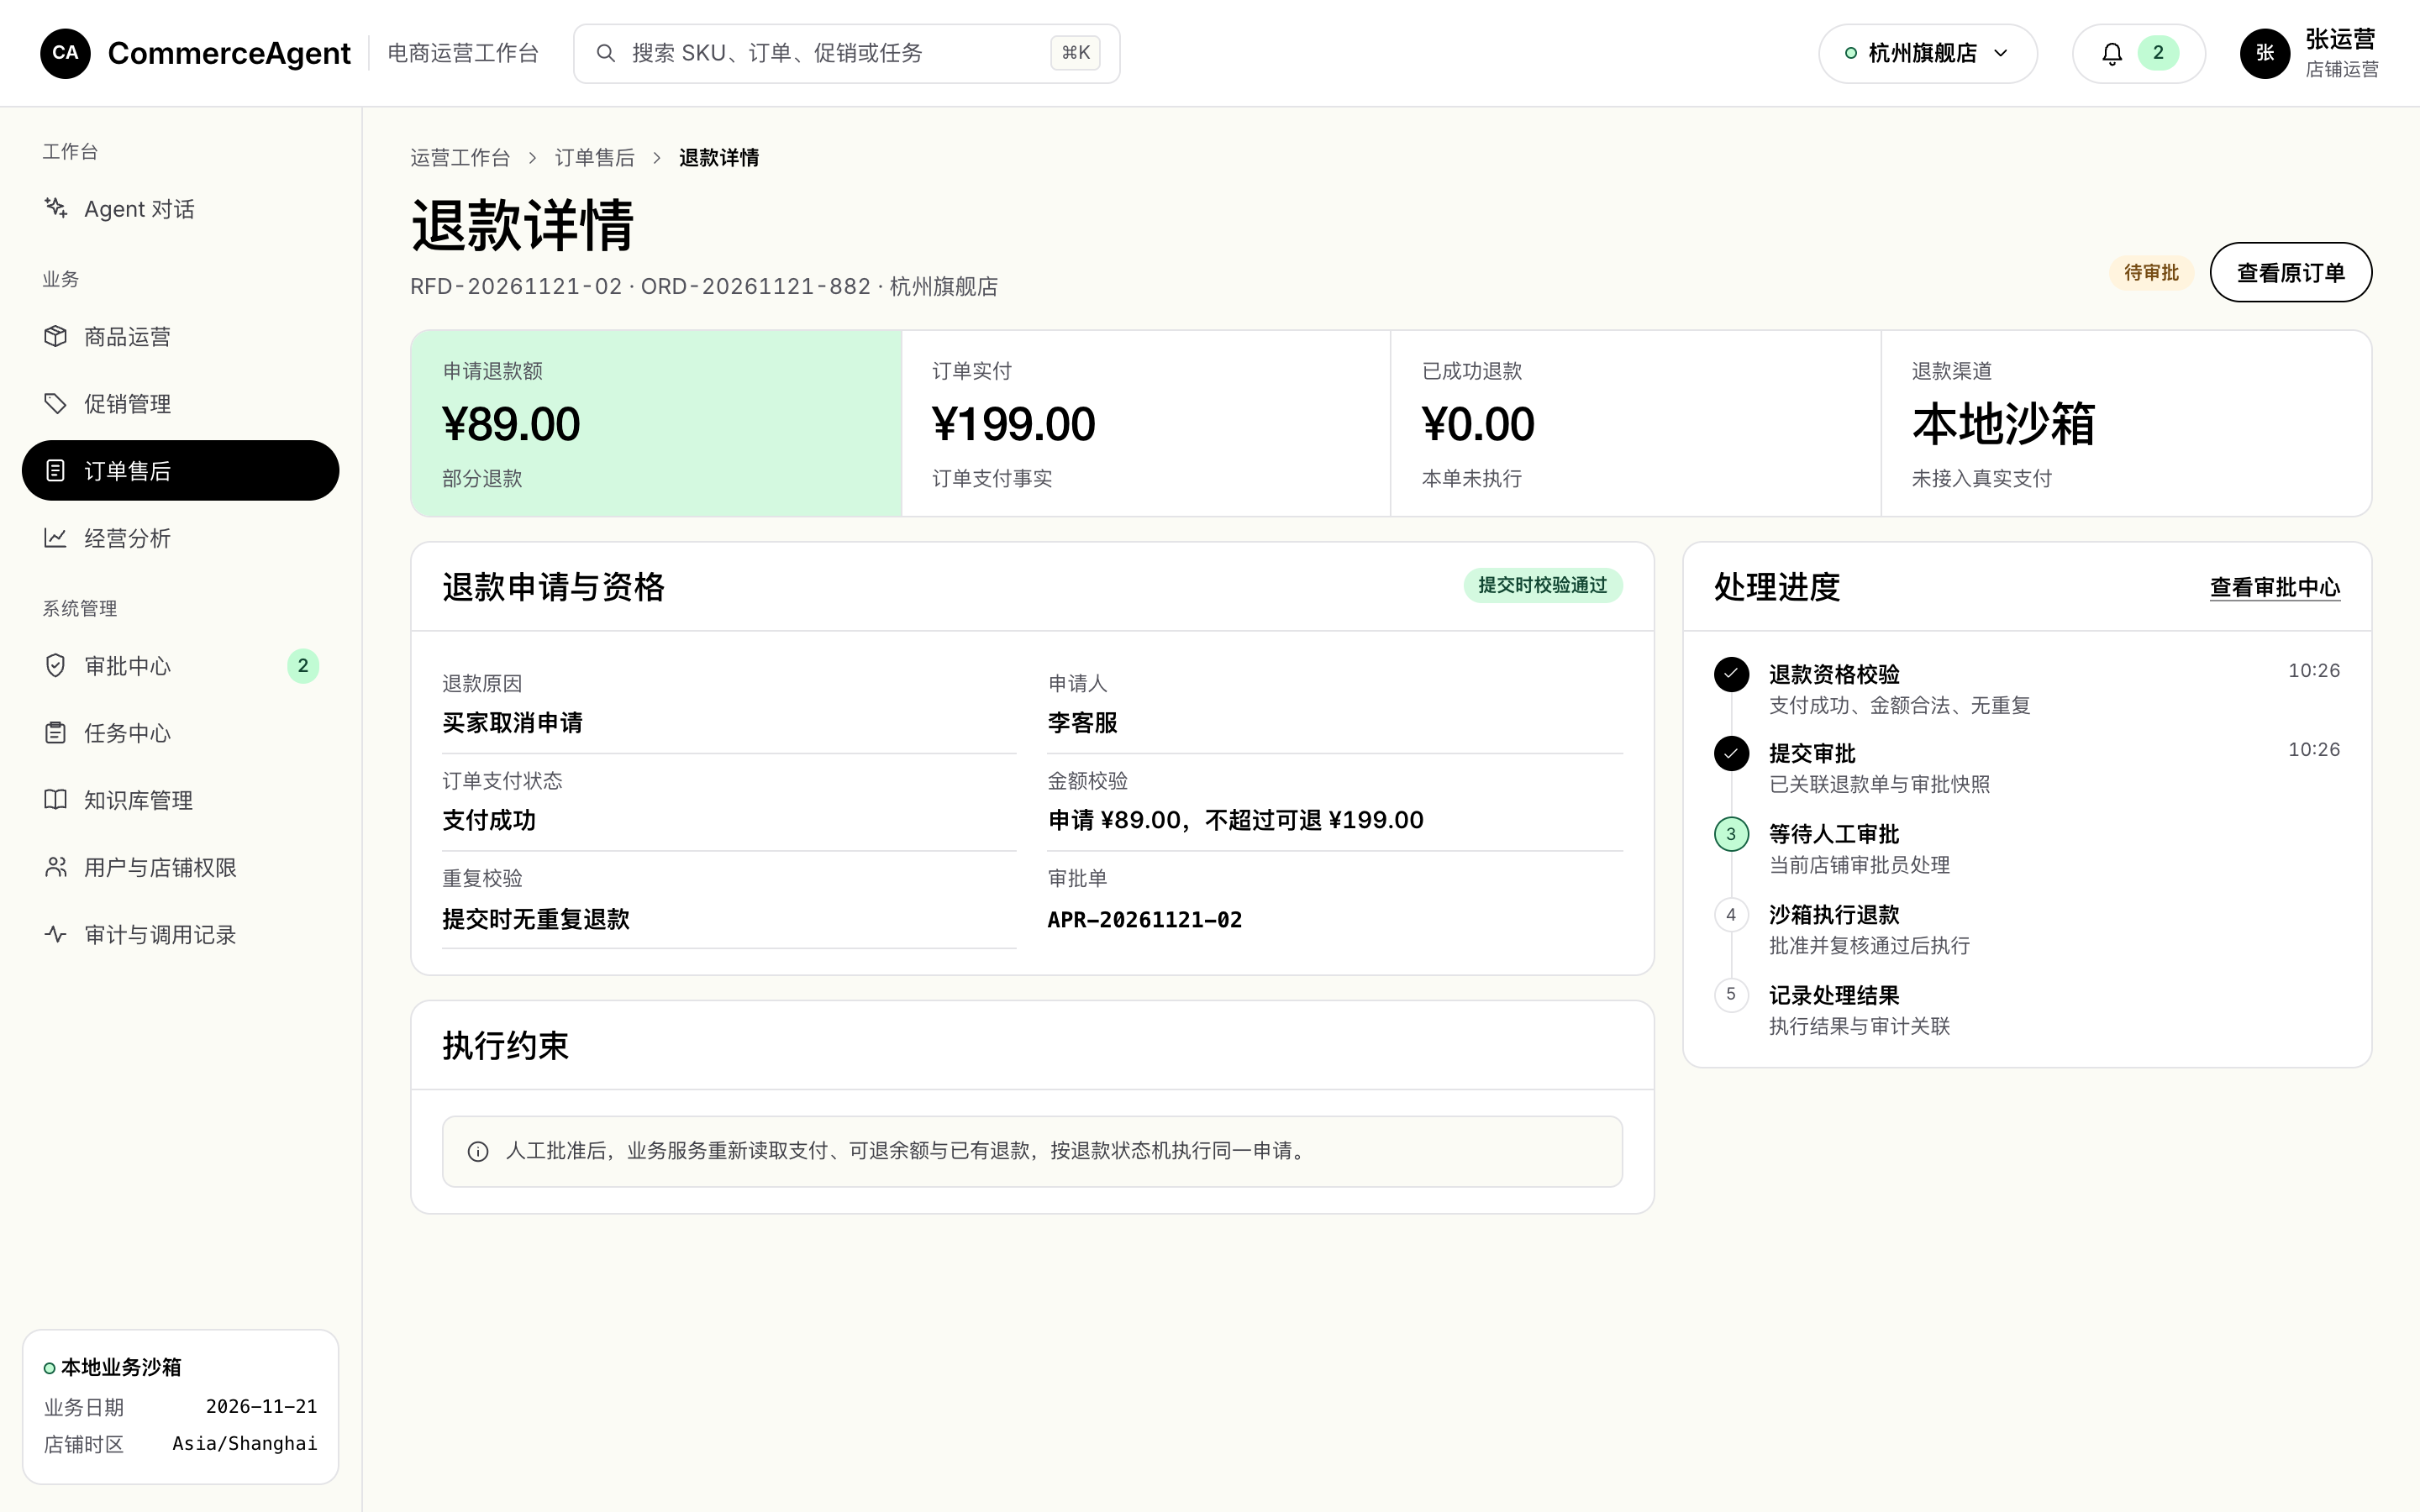 CA
CommerceAgent
电商运营工作台
搜索 SKU、订单、促销或任务
⌘K
杭州旗舰店
2
张
张运营
店铺运营
工作台
Agent 对话
业务
商品运营
促销管理
订单售后
经营分析
系统管理
审批中心
2
任务中心
知识库管理
用户与店铺权限
审计与调用记录
本地业务沙箱
业务日期 2026-11-21
店铺时区 Asia/Shanghai
运营工作台 > 订单售后 > 退款详情
退款详情
RFD-20261121-02 · ORD-20261121-882 · 杭州旗舰店
待审批
查看原订单
申请退款额
¥89.00
部分退款
订单实付
¥199.00
订单支付事实
已成功退款
¥0.00
本单未执行
退款渠道
本地沙箱
未接入真实支付
退款申请与资格
提交时校验通过
退款原因
买家取消申请
申请人
李客服
订单支付状态
支付成功
金额校验
申请 ¥89.00，不超过可退 ¥199.00
重复校验
提交时无重复退款
审批单
APR-20261121-02
执行约束
人工批准后，业务服务重新读取支付、可退余额与已有退款，按退款状态机执行同一申请。
处理进度
查看审批中心
退款资格校验
10:26
支付成功、金额合法、无重复
提交审批
10:26
已关联退款单与审批快照
3
等待人工审批
当前店铺审批员处理
4
沙箱执行退款
批准并复核通过后执行
5
记录处理结果
执行结果与审计关联